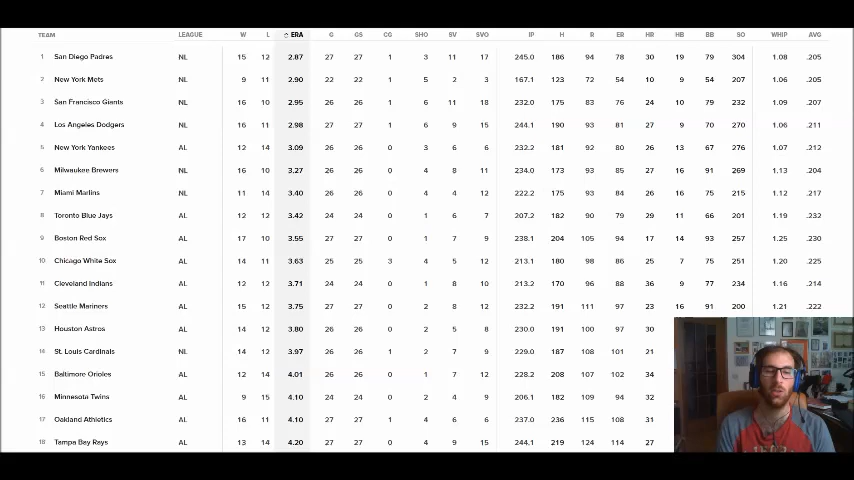 TEAM LEAGUE W L ERA G GS CG SHO SV SVO IP H R ER HR HB BB SO WHIP AVG
1 San Diego Padres NL 15 12 2.87 27 27 1 3 11 17 245.0 186 94 78 30 19 79 304 1.08 .205
2 New York Mets NL 9 11 2.90 22 22 1 5 2 3 167.1 123 72 54 10 9 54 207 1.06 .205
3 San Francisco Giants NL 16 10 2.95 26 26 1 6 11 18 232.0 175 83 76 24 10 79 232 1.09 .207
4 Los Angeles Dodgers NL 16 11 2.98 27 27 1 6 9 15 244.1 190 93 81 27 9 70 270 1.06 .211
5 New York Yankees AL 12 14 3.09 26 26 0 3 6 6 232.2 181 92 80 26 13 67 276 1.07 .212
6 Milwaukee Brewers NL 16 10 3.27 26 26 0 4 8 11 234.0 173 93 85 27 16 91 269 1.13 .204
7 Miami Marlins NL 11 14 3.40 26 26 0 4 4 12 222.2 175 93 84 26 16 75 215 1.12 .217
8 Toronto Blue Jays AL 12 12 3.42 24 24 0 1 6 7 207.2 182 90 79 29 11 66 201 1.19 .232
9 Boston Red Sox AL 17 10 3.55 27 27 0 1 7 9 238.1 204 105 94 17 14 93 257 1.25 .230
10 Chicago White Sox AL 14 11 3.63 25 25 3 4 5 12 213.1 180 98 86 25 7 75 251 1.20 .225
11 Cleveland Indians AL 12 12 3.71 24 24 0 1 8 10 213.2 170 96 88 36 9 77 234 1.16 .214
12 Seattle Mariners AL 15 12 3.75 27 27 0 2 8 12 232.2 191 111 97 23 16 91 200 1.21 .222
13 Houston Astros AL 14 12 3.80 26 26 0 2 5 8 230.0 191 100 97 30
14 St. Louis Cardinals NL 14 12 3.97 26 26 1 2 7 9 229.0 187 108 101 21
15 Baltimore Orioles AL 12 14 4.01 26 26 0 1 7 12 228.2 208 107 102 34
16 Minnesota Twins AL 9 15 4.10 24 24 0 2 4 9 206.1 182 109 94 32
17 Oakland Athletics AL 16 11 4.10 27 27 1 4 6 6 237.0 236 115 108 31
18 Tampa Bay Rays AL 13 14 4.20 27 27 0 4 9 15 244.1 219 124 114 27